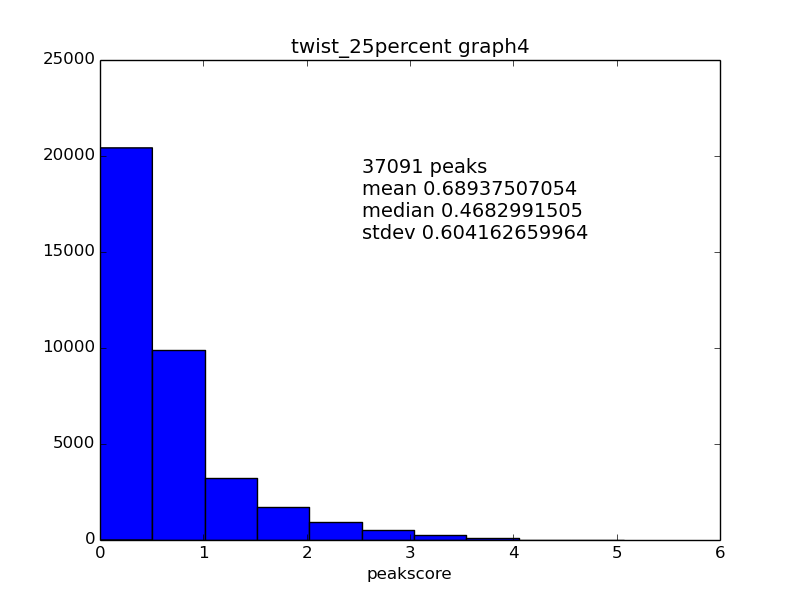 twist_25percent graph4
25000
20000
15000
10000
5000
0
37091 peaks
mean 0.68937507054
median 0.4682991505
stdev 0.604162659964
0 1 2 3 4 5 6
peakscore